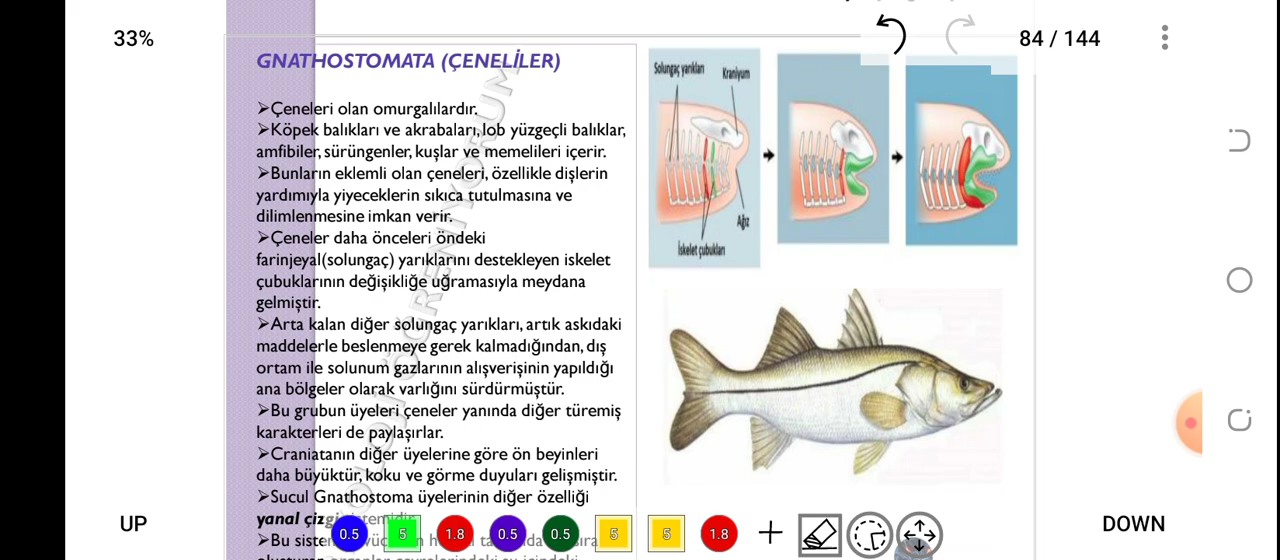 33%
84 / 144
GNATHOSTOMATA (ÇENELİLER)
➢Çeneleri olan omurgalılardır.
➢Köpek balıkları ve akrabaları,lob yüzgeçli balıklar,
amfibiler, sürüngenler, kuşlar ve memelileri içerir.
➢Bunların eklemli olan çeneleri, özellikle dişlerin
yardımıyla yiyeceklerin sıkıca tutulmasına ve
dilimlenmesine imkan verir.
➢Çeneler daha önceleri öndeki
farinjeyal(solungaç) yarıklarını destekleyen iskelet
çubuklarının değişikliğe uğramasıyla meydana
gelmiştir.
➢Arta kalan diğer solungaç yarıkları, artık askıdaki
maddelerle beslenmeye gerek kalmadığından, dış
ortam ile solunum gazlarının alışverişinin yapıldığı
ana bölgeler olarak varlığını sürdürmüştür.
➢Bu grubun üyeleri çeneler yanında diğer türemiş
karakterleri de paylaşırlar.
➢Craniatanın diğer üyelerine göre ön beyinleri
daha büyüktür, koku ve görme duyuları gelişmiştir.
➢Sucul Gnathostoma üyelerinin diğer özelliği
yanal çizgi sistemidir.
➢Bu
Solungaç yarıkları
Kraniyum
Ağız
İskelet çubukları
ÖĞRENİYORUM
UP
0.5 5 1.8 0.5 0.5 5 5 1.8
DOWN